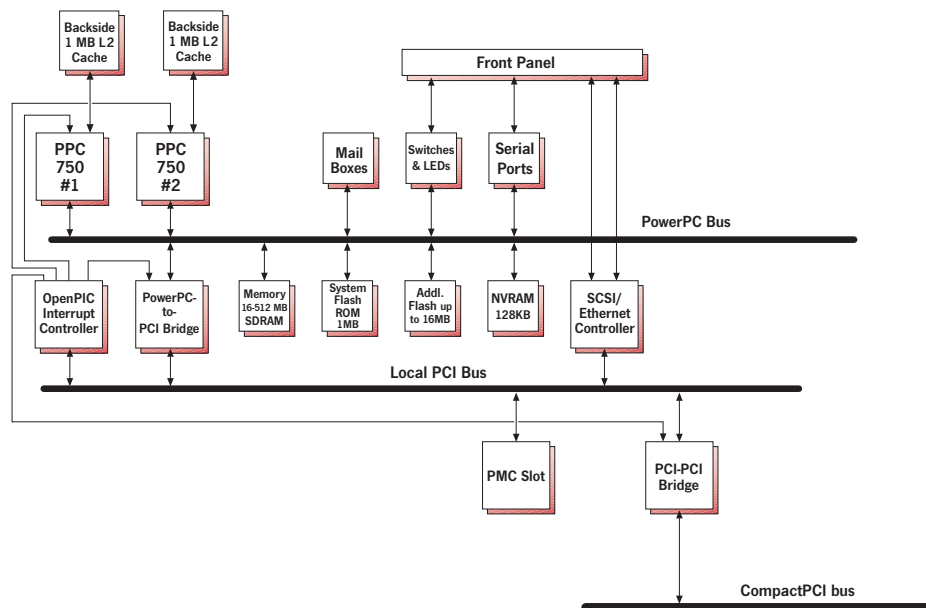 Backside
1 MB L2
Cache
Backside
1 MB L2
Cache
Front Panel
PPC
750
#1
PPC
750
#2
Mail
Boxes
Switches
& LEDs
Serial
Ports
PowerPC Bus
OpenPIC
Interrupt
Controller
PowerPC-
to-
PCI Bridge
Memory
16-512 MB
SDRAM
System
Flash
ROM
1MB
Addl.
Flash up
to 16MB
NVRAM
128KB
SCSI/
Ethernet
Controller
Local PCI Bus
PMC Slot
PCI-PCI
Bridge
CompactPCI bus